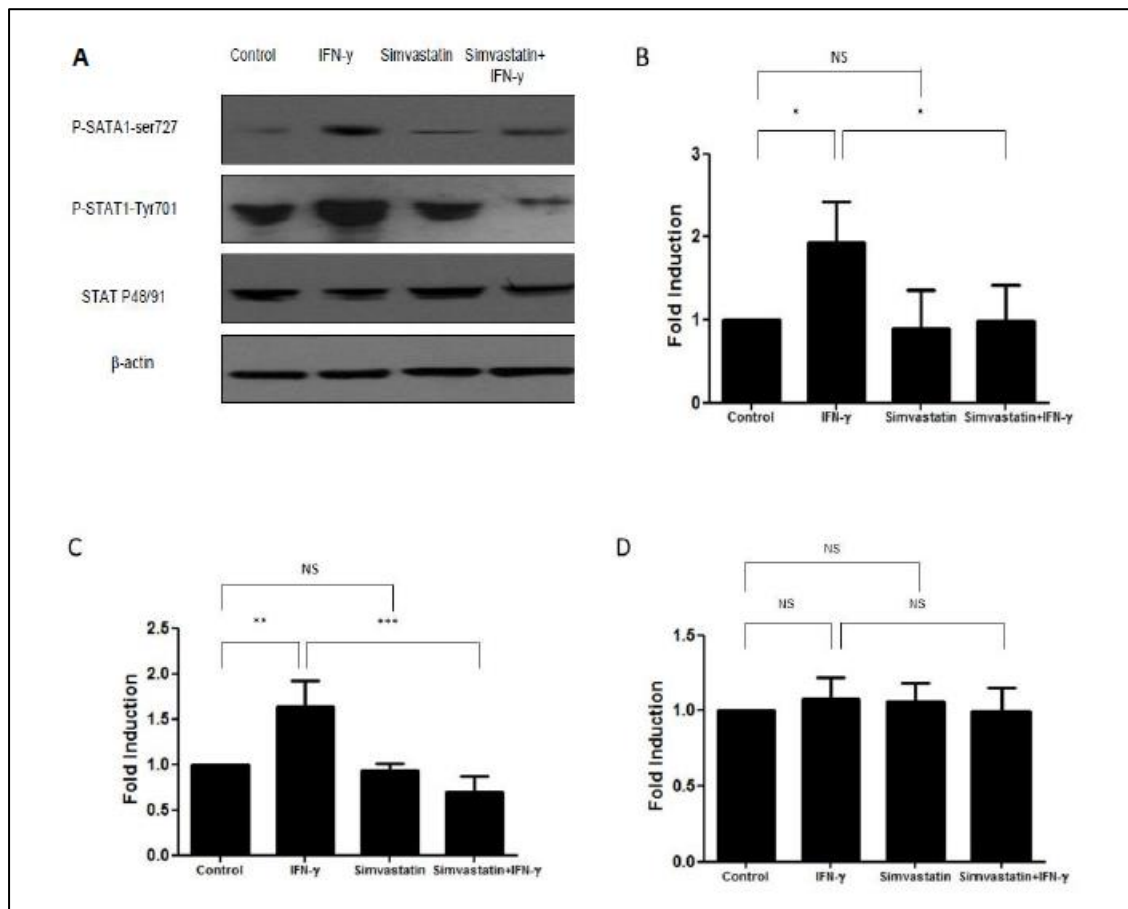 A
Control IFN-γ Simvastatin Simvastatin+
IFN-γ
P-SATA1-ser727
P-STAT1-Tyr701
STAT P48/91
β-actin
B
NS
* *
3
2
1
0
Fold Induction
Control IFN-γ Simvastatin Simvastatin+IFN-γ
C
NS
** ***
2.5
2.0
1.5
1.0
0.5
0.0
Fold Induction
Control IFN-γ Simvastatin Simvastatin+IFN-γ
D
NS
NS NS
1.5
1.0
0.5
0.0
Fold Induction
Control IFN-γ Simvastatin Simvastatin+IFN-γ